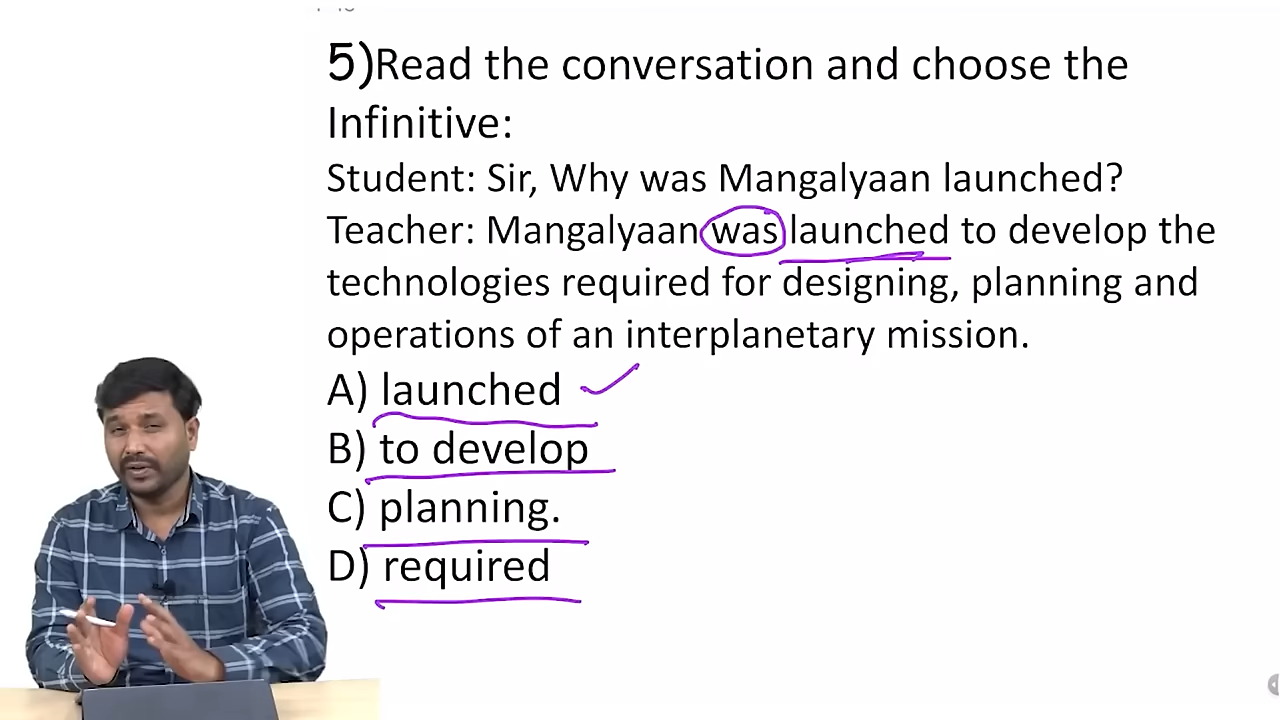 5)Read the conversation and choose the
Infinitive:
Student: Sir, Why was Mangalyaan launched?
Teacher: Mangalyaan was launched to develop the
technologies required for designing, planning and
operations of an interplanetary mission.
A) launched
B) to develop
C) planning.
D) required